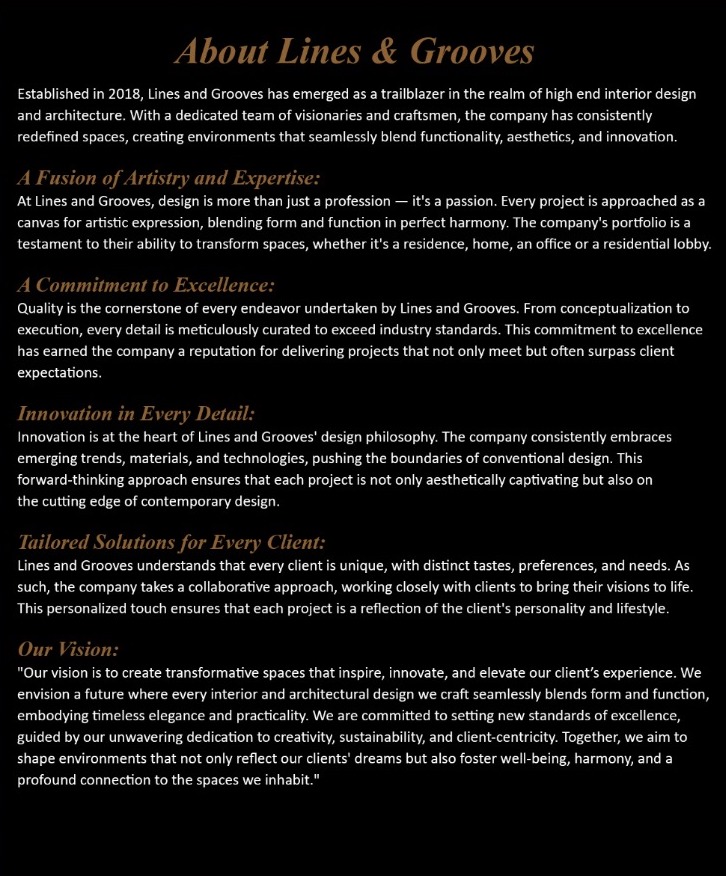 About Lines & Grooves
Established in 2018, Lines and Grooves has emerged as a trailblazer in the realm of high end interior design
and architecture. With a dedicated team of visionaries and craftsmen, the company has consistently
redefined spaces, creating environments that seamlessly blend functionality, aesthetics, and innovation.
A Fusion of Artistry and Expertise:
At Lines and Grooves, design is more than just a profession — it's a passion. Every project is approached as a
canvas for artistic expression, blending form and function in perfect harmony. The company's portfolio is a
testament to their ability to transform spaces, whether it's a residence, home, an office or a residential lobby.
A Commitment to Excellence:
Quality is the cornerstone of every endeavor undertaken by Lines and Grooves. From conceptualization to
execution, every detail is meticulously curated to exceed industry standards. This commitment to excellence
has earned the company a reputation for delivering projects that not only meet but often surpass client
expectations.
Innovation in Every Detail:
Innovation is at the heart of Lines and Grooves' design philosophy. The company consistently embraces
emerging trends, materials, and technologies, pushing the boundaries of conventional design. This
forward-thinking approach ensures that each project is not only aesthetically captivating but also on
the cutting edge of contemporary design.
Tailored Solutions for Every Client:
Lines and Grooves understands that every client is unique, with distinct tastes, preferences, and needs. As
such, the company takes a collaborative approach, working closely with clients to bring their visions to life.
This personalized touch ensures that each project is a reflection of the client's personality and lifestyle.
Our Vision:
"Our vision is to create transformative spaces that inspire, innovate, and elevate our client’s experience. We
envision a future where every interior and architectural design we craft seamlessly blends form and function,
embodying timeless elegance and practicality. We are committed to setting new standards of excellence,
guided by our unwavering dedication to creativity, sustainability, and client-centricity. Together, we aim to
shape environments that not only reflect our clients' dreams but also foster well-being, harmony, and a
profound connection to the spaces we inhabit."